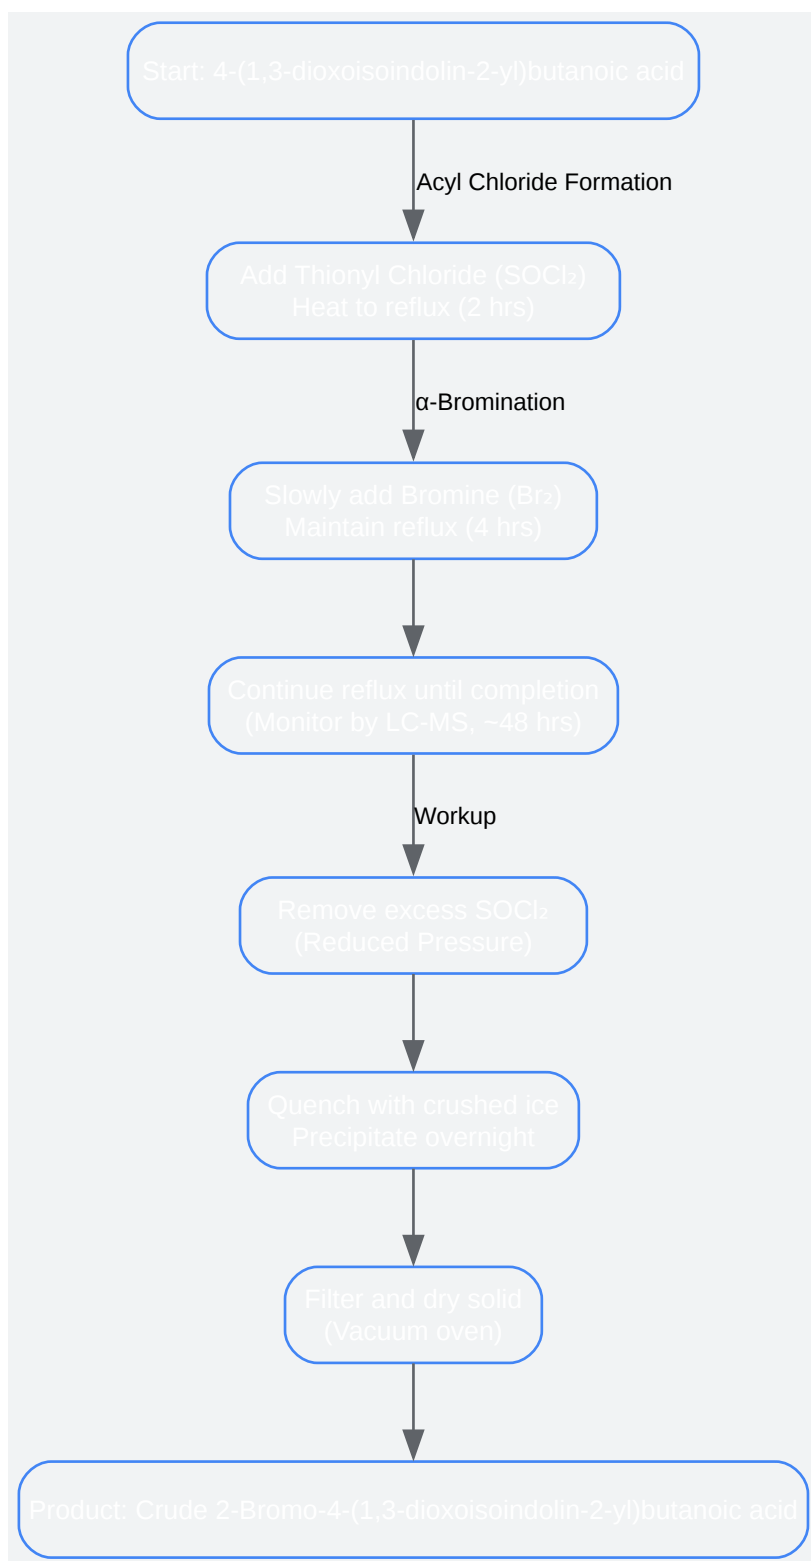 Start: 4-(1,3-dioxoisoindolin-2-yl)butanoic acid
Acyl Chloride Formation
Add Thionyl Chloride (SOCl₂)
Heat to reflux (2 hrs)
α-Bromination
Slowly add Bromine (Br₂)
Maintain reflux (4 hrs)
Continue reflux until completion
(Monitor by LC-MS, ~48 hrs)
Workup
Remove excess SOCl₂
(Reduced Pressure)
Quench with crushed ice
Precipitate overnight
Filter and dry solid
(Vacuum oven)
Product: Crude 2-Bromo-4-(1,3-dioxoisoindolin-2-yl)butanoic acid